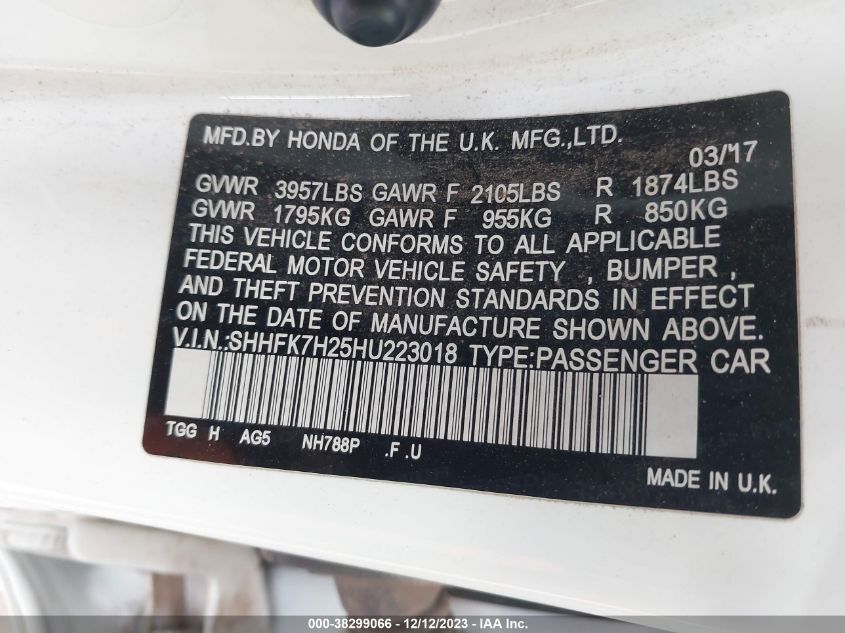 MFD.BY HONDA OF THE U.K. MFG.,LTD.
03/'17
GVWR 3957LBS GAWR F 2105LBS R 1874LBS
GVWR 1795KG GAWR F 955KG R 850KG
THIS VEHICLE CONFORMS TO ALL APPLICABLE
FEDERAL MOTOR VEHICLE SAFETY , BUMPER ,
AND THEFT PREVENTION STANDARDS IN EFFECT
ON THE DATE OF MANUFACTURE SHOWN ABOVE.
V.I.N.:SHHFK7H25HU223018 TYPE:PASSENGER CAR
TGG H AG5 NH788P .F .U
MADE IN U.K.
000-38299066 - 12/12/2023 - © IAA, Inc.